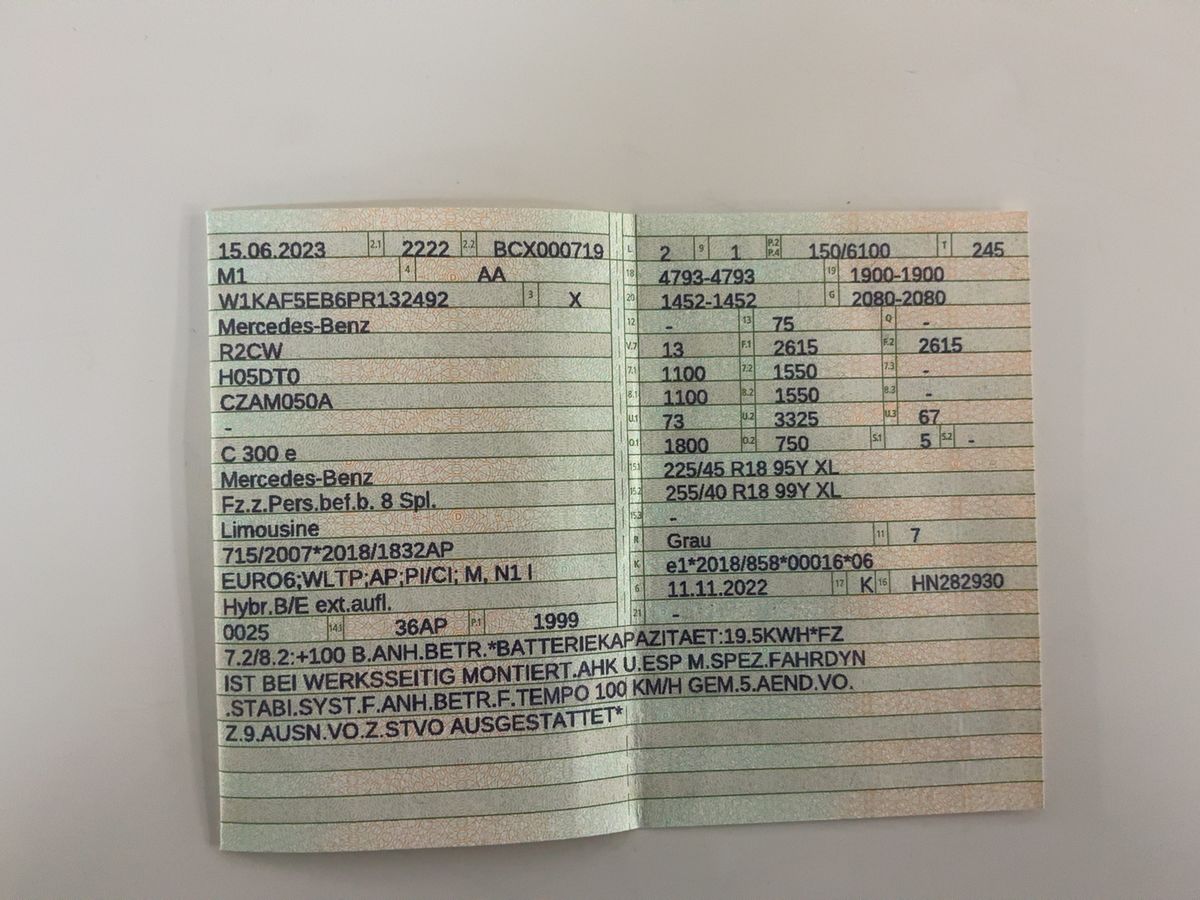 15.06.2023 2.1 2222 2.2 BCX000719
M1 4 AA
W1KAF5EB6PR132492 3 X
Mercedes-Benz
R2CW
H05DT0
CZAM050A
-
C 300 e
Mercedes-Benz
Fz.z.Pers.bef.b. 8 Spl.
Limousine
715/2007*2018/1832AP
EURO6;WLTP;AP;PI/CI; M, N1 I
Hybr.B/E ext.aufl.
0025 14.1 36AP P.1 1999
L 2 9 1 P.2 P.4 150/6100 T 245
18 4793-4793 19 1900-1900
20 1452-1452 G 2080-2080
12 - 13 75 Q -
V.7 13 F.1 2615 F.2 2615
7.1 1100 7.2 1550 7.3 -
8.1 1100 8.2 1550 8.3 -
U.1 73 U.2 3325 U.3 67
O.1 1800 O.2 750 S.1 5 S.2 -
15.1 225/45 R18 95Y XL
15.2 255/40 R18 99Y XL
15.3 -
R Grau 11 7
K e1*2018/858*00016*06
6 11.11.2022 17 K 16 HN282930
21 -
7.2/8.2:+100 B.ANH.BETR.*BATTERIEKAPAZITAET:19.5KWH*FZ
IST BEI WERKSSEITIG MONTIERT.AHK U.ESP M.SPEZ.FAHRDYN
.STABI.SYST.F.ANH.BETR.F.TEMPO 100 KM/H GEM.5.AEND.VO.
Z.9.AUSN.VO.Z.STVO AUSGESTATTET*